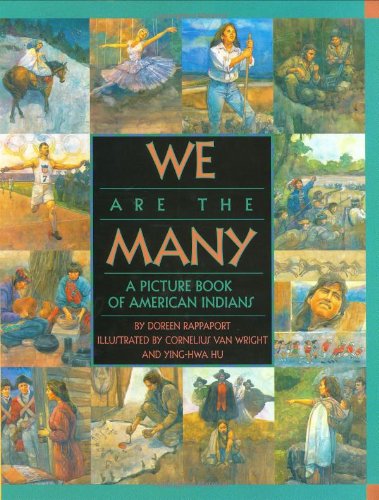 WE
ARE THE
MANY
A PICTURE BOOK
OF AMERICAN INDIANS
BY DOREEN RAPPAPORT
ILLUSTRATED BY CORNELIUS VAN WRIGHT
AND YING-HWA HU
7